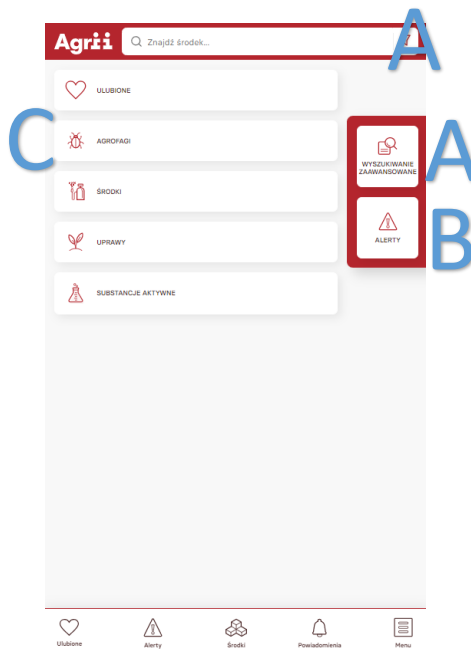 A
Agrii Znajdź środek...
ULUBIONE
C
AGROFAGI
A
WYSZUKIWANIE
ZAAWANSOWANE
ŚRODKI
B
ALERTY
UPRAWY
SUBSTANCJE AKTYWNE
Ulubione Alerty Środki Powiadomienia Menu